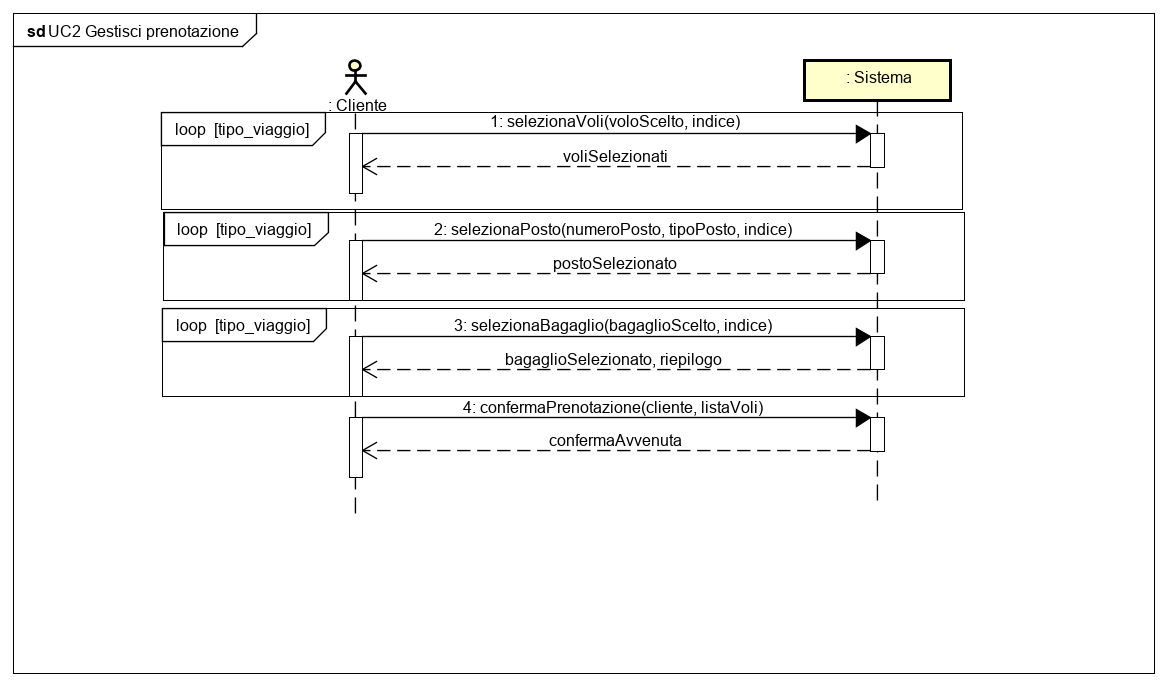 sd UC2 Gestisci prenotazione
: Cliente
: Sistema
loop [tipo_viaggio]
1: selezionaVoli(voloScelto, indice)
voliSelezionati
loop [tipo_viaggio]
2: selezionaPosto(numeroPosto, tipoPosto, indice)
postoSelezionato
loop [tipo_viaggio]
3: selezionaBagaglio(bagaglioScelto, indice)
bagaglioSelezionato, riepilogo
4: confermaPrenotazione(cliente, listaVoli)
confermaAvvenuta